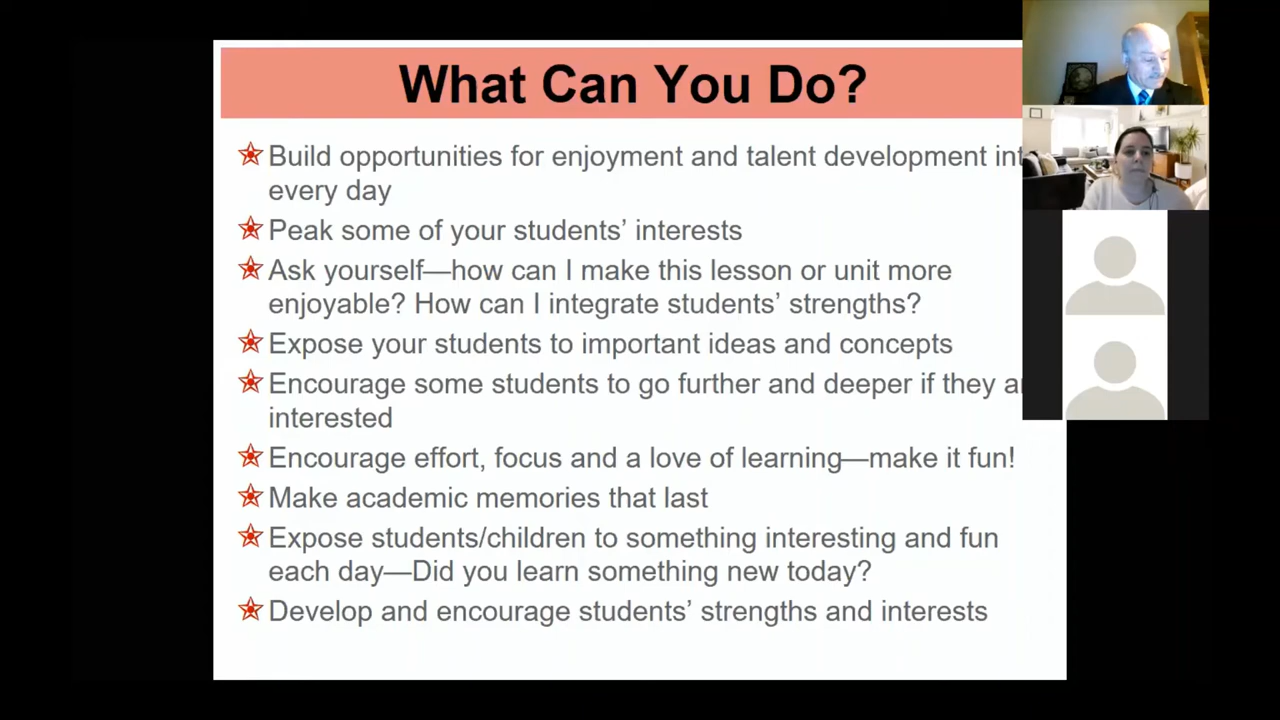 What Can You Do?
Build opportunities for enjoyment and talent development int
every day
Peak some of your students’ interests
Ask yourself—how can I make this lesson or unit more
enjoyable? How can I integrate students’ strengths?
Expose your students to important ideas and concepts
Encourage some students to go further and deeper if they
interested
Encourage effort, focus and a love of learning—make it fun!
Make academic memories that last
Expose students/children to something interesting and fun
each day—Did you learn something new today?
Develop and encourage students’ strengths and interests